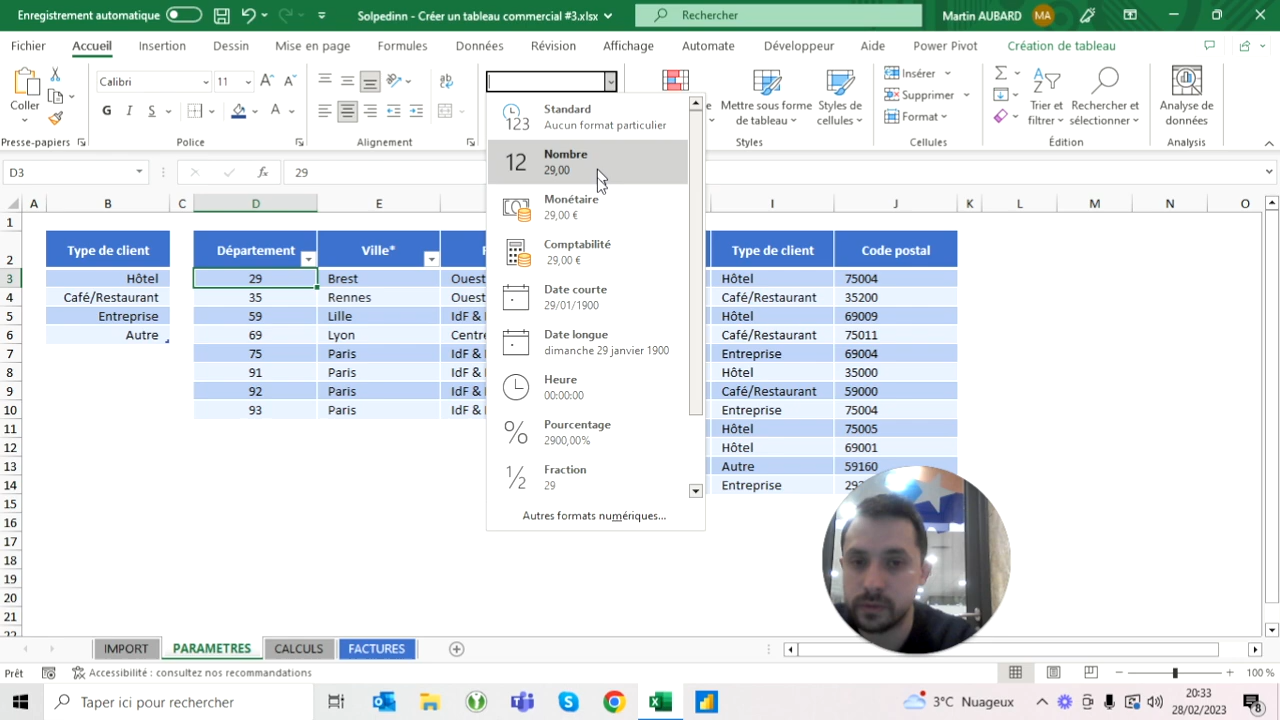 Enregistrement automatique
Solpedinn - Créer un tableau commercial #3.xlsx
Rechercher
Martin AUBARD
MA
Fichier
Accueil
Insertion
Dessin
Mise en page
Formules
Données
Révision
Affichage
Automate
Développeur
Aide
Power Pivot
Création de tableau
Coller
Calibri
11
G I S
Mettre sous forme
de tableau
Styles de
cellules
Insérer
Supprimer
Format
Trier et
filtrer
Rechercher et
sélectionner
Analyse de
données
Presse-papiers
Police
Alignement
Styles
Cellules
Édition
Analysis
D3
fx
29
Standard
Aucun format particulier
Nombre
29,00
Monétaire
29,00 €
Comptabilité
29,00 €
Date courte
29/01/1900
Date longue
dimanche 29 janvier 1900
Heure
00:00:00
Pourcentage
2900,00%
Fraction
29
Autres formats numériques...
A B C D E I J K L M N O
1
2 Type de client Département Ville* Type de client Code postal
3 Hôtel 29 Brest Ouest Hôtel 75004
4 Café/Restaurant 35 Rennes Ouest Café/Restaurant 35200
5 Entreprise 59 Lille Hôtel 69009
6 Autre 69 Lyon Centre Café/Restaurant 75011
7 75 Paris IdF & Entreprise 69004
8 91 Paris IdF & Hôtel 35000
9 92 Paris IdF & Café/Restaurant 59000
10 93 Paris IdF & Entreprise 75004
11 Hôtel 75005
12 Hôtel 69001
13 Autre 59160
14 Entreprise
15
16
17
18
19
20
21
22
IMPORT
PARAMETRES
CALCULS
FACTURES
Prêt
Accessibilité : consultez nos recommandations
100 %
Taper ici pour rechercher
3°C Nuageux
20:33
28/02/2023
8